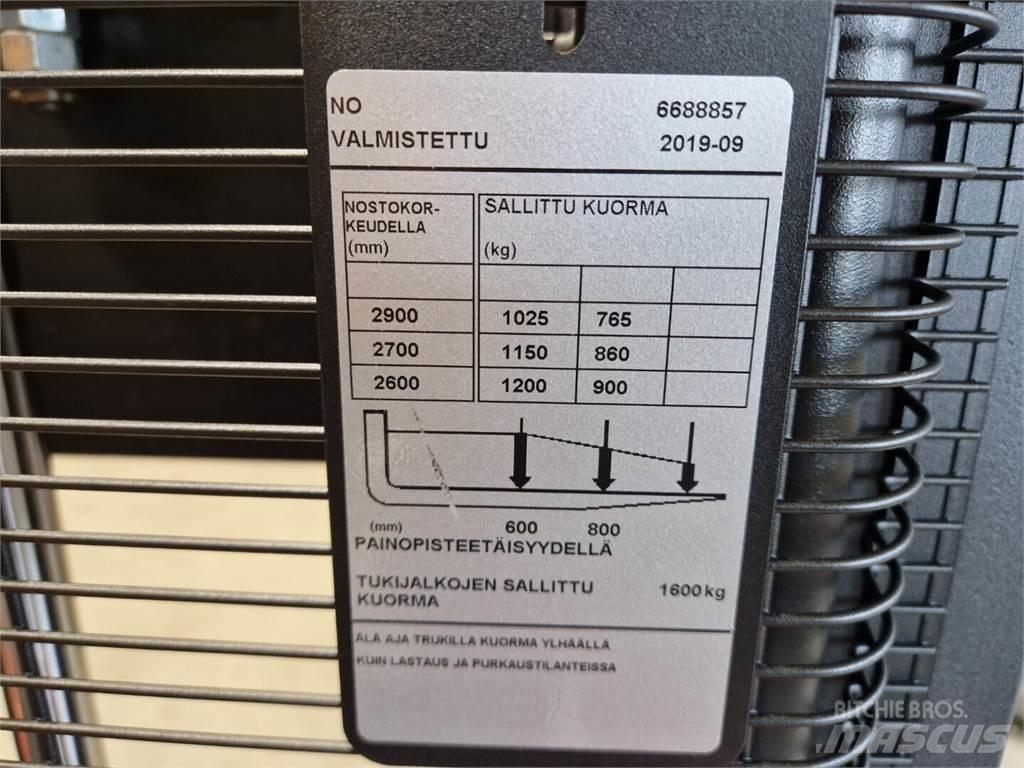 NO 6688857
VALMISTETTU 2019-09
NOSTOKOR-
KEUDELLA
(mm)
SALLITTU KUORMA
(kg)
2900 1025 765
2700 1150 860
2600 1200 900
(mm) 600 800
PAINOPISTEETÄISYYDELLÄ
TUKIJALKOJEN SALLITTU
KUORMA
1600 kg
ÄLÄ AJA TRUKILLA KUORMA YLHÄÄLLÄ
KUIN LASTAUS JA PURKAUSTILANTEISSA
RITCHIE BROS.
MASCUS